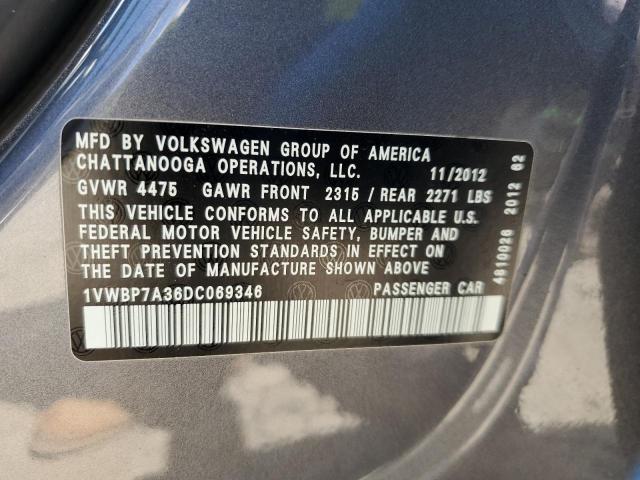 MFD BY VOLKSWAGEN GROUP OF AMERICA
CHATTANOOGA OPERATIONS, LLC. 11/2012
GVWR 4475 GAWR FRONT 2315 / REAR 2271 LBS
THIS VEHICLE CONFORMS TO ALL APPLICABLE U.S.
FEDERAL MOTOR VEHICLE SAFETY, BUMPER AND
THEFT PREVENTION STANDARDS IN EFFECT ON
THE DATE OF MANUFACTURE SHOWN ABOVE.
1VWBP7A36DC069346 PASSENGER CAR
4810026 2012 62